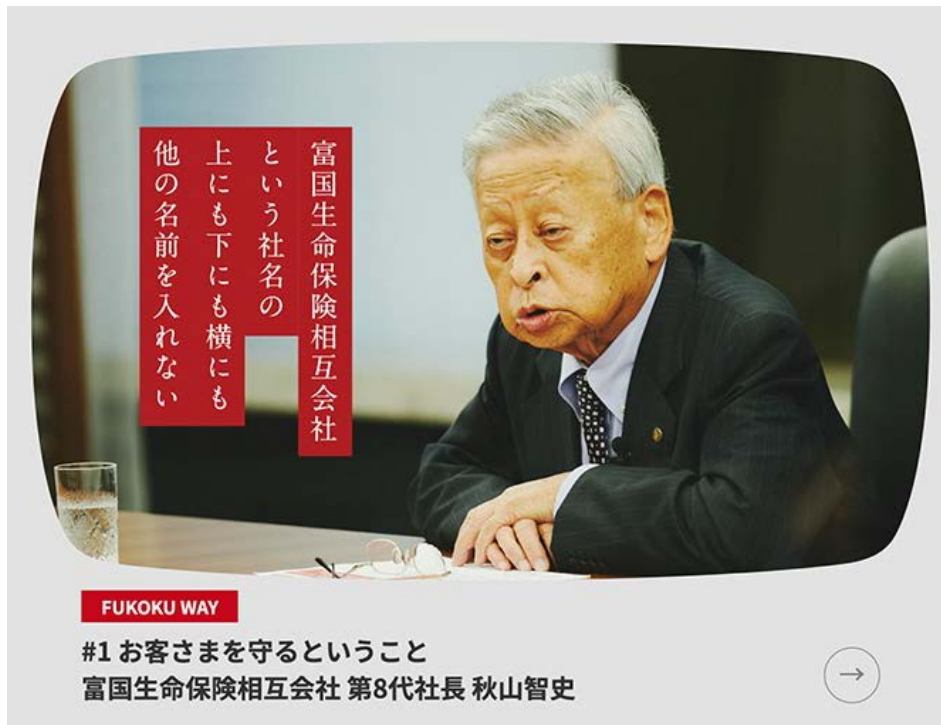 富国生命保険相互会社
という社名の
上にも下にも横にも
他の名前を入れない
FUKOKU WAY
#1 お客さまを守るということ
富国生命保険相互会社 第8代社長 秋山智史